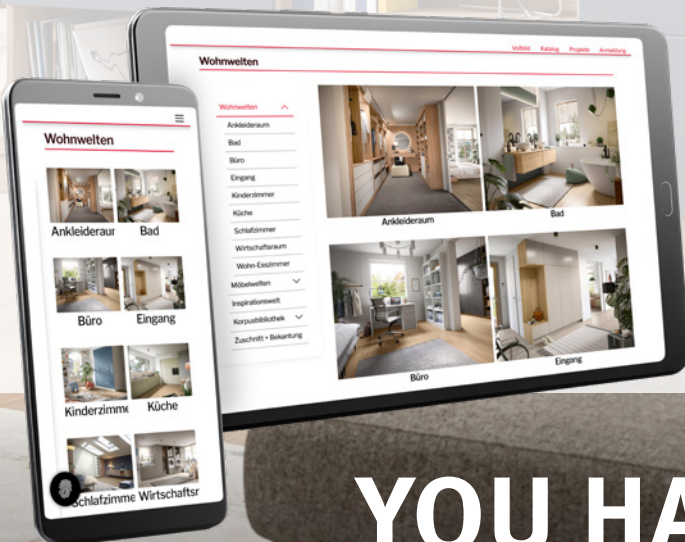 Vollbild Katalog Projekte Anmeldung
Wohnwelten
Wohnwelten
Ankleideraum
Bad
Büro
Eingang
Kinderzimmer
Küche
Schlafzimmer
Wirtschaftsraum
Wohn-Esszimmer
Möbelwelten
Inspirationswelt
Korpusbibliothek
Zuschnitt + Bekantung
Ankleideraum Bad
Büro Eingang
Wohnwelten
Ankleideraur Bad
Büro Eingang
Kinderzimme Küche
Schlafzimme Wirtschaftsr
YOU HA